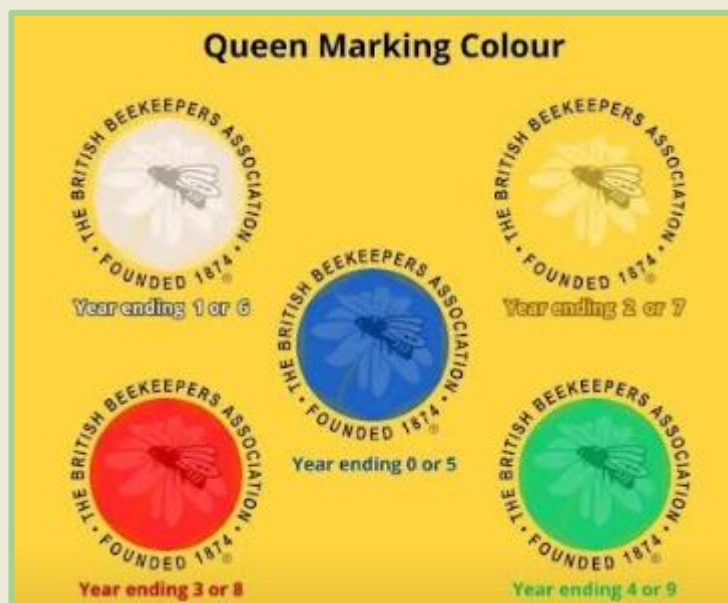 Queen Marking Colour
THE BRITISH BEEKEEPERS ASSOCIATION • FOUNDED 1874 •
®
Year ending 1 or 6
THE BRITISH BEEKEEPERS ASSOCIATION • FOUNDED 1874 •
®
Year ending 2 or 7
THE BRITISH BEEKEEPERS ASSOCIATION • FOUNDED 1874 •
®
Year ending 0 or 5
THE BRITISH BEEKEEPERS ASSOCIATION • FOUNDED 1874 •
®
Year ending 3 or 8
THE BRITISH BEEKEEPERS ASSOCIATION • FOUNDED 1874 •
®
Year ending 4 or 9